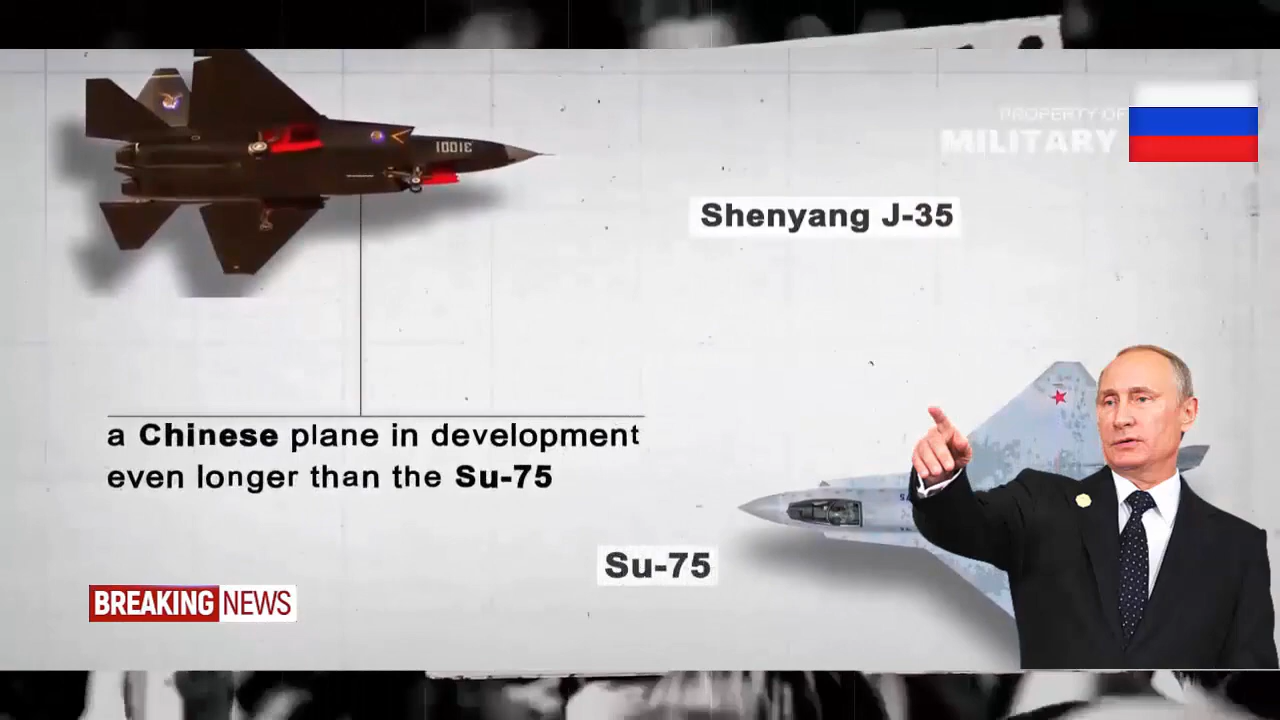 PROPERTY OF
MILITARY
1001E
Shenyang J-35
a Chinese plane in development
even longer than the Su-75
Su-75
BREAKING NEWS